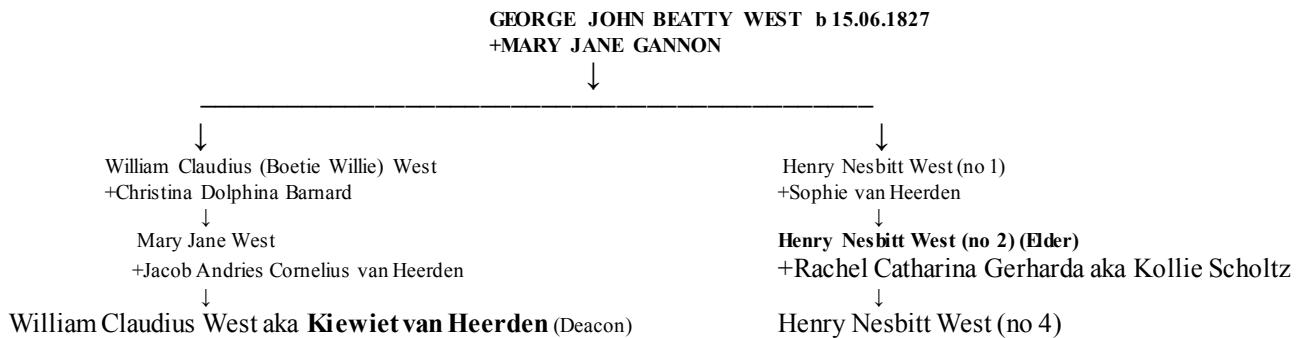 GEORGE JOHN BEATTY WEST b 15.06.1827
+MARY JANE GANNON
William Claudius (Boetie Willie) West
+Christina Dolphina Barnard
Mary Jane West
+Jacob Andries Cornelius van Heerden
William Claudius West aka Kiewiet van Heerden (Deacon)
Henry Nesbitt West (no 1)
+Sophie van Heerden
Henry Nesbitt West (no 2) (Elder)
+Rachel Catharina Gerharda aka Kollie Scholtz
Henry Nesbitt West (no 4)